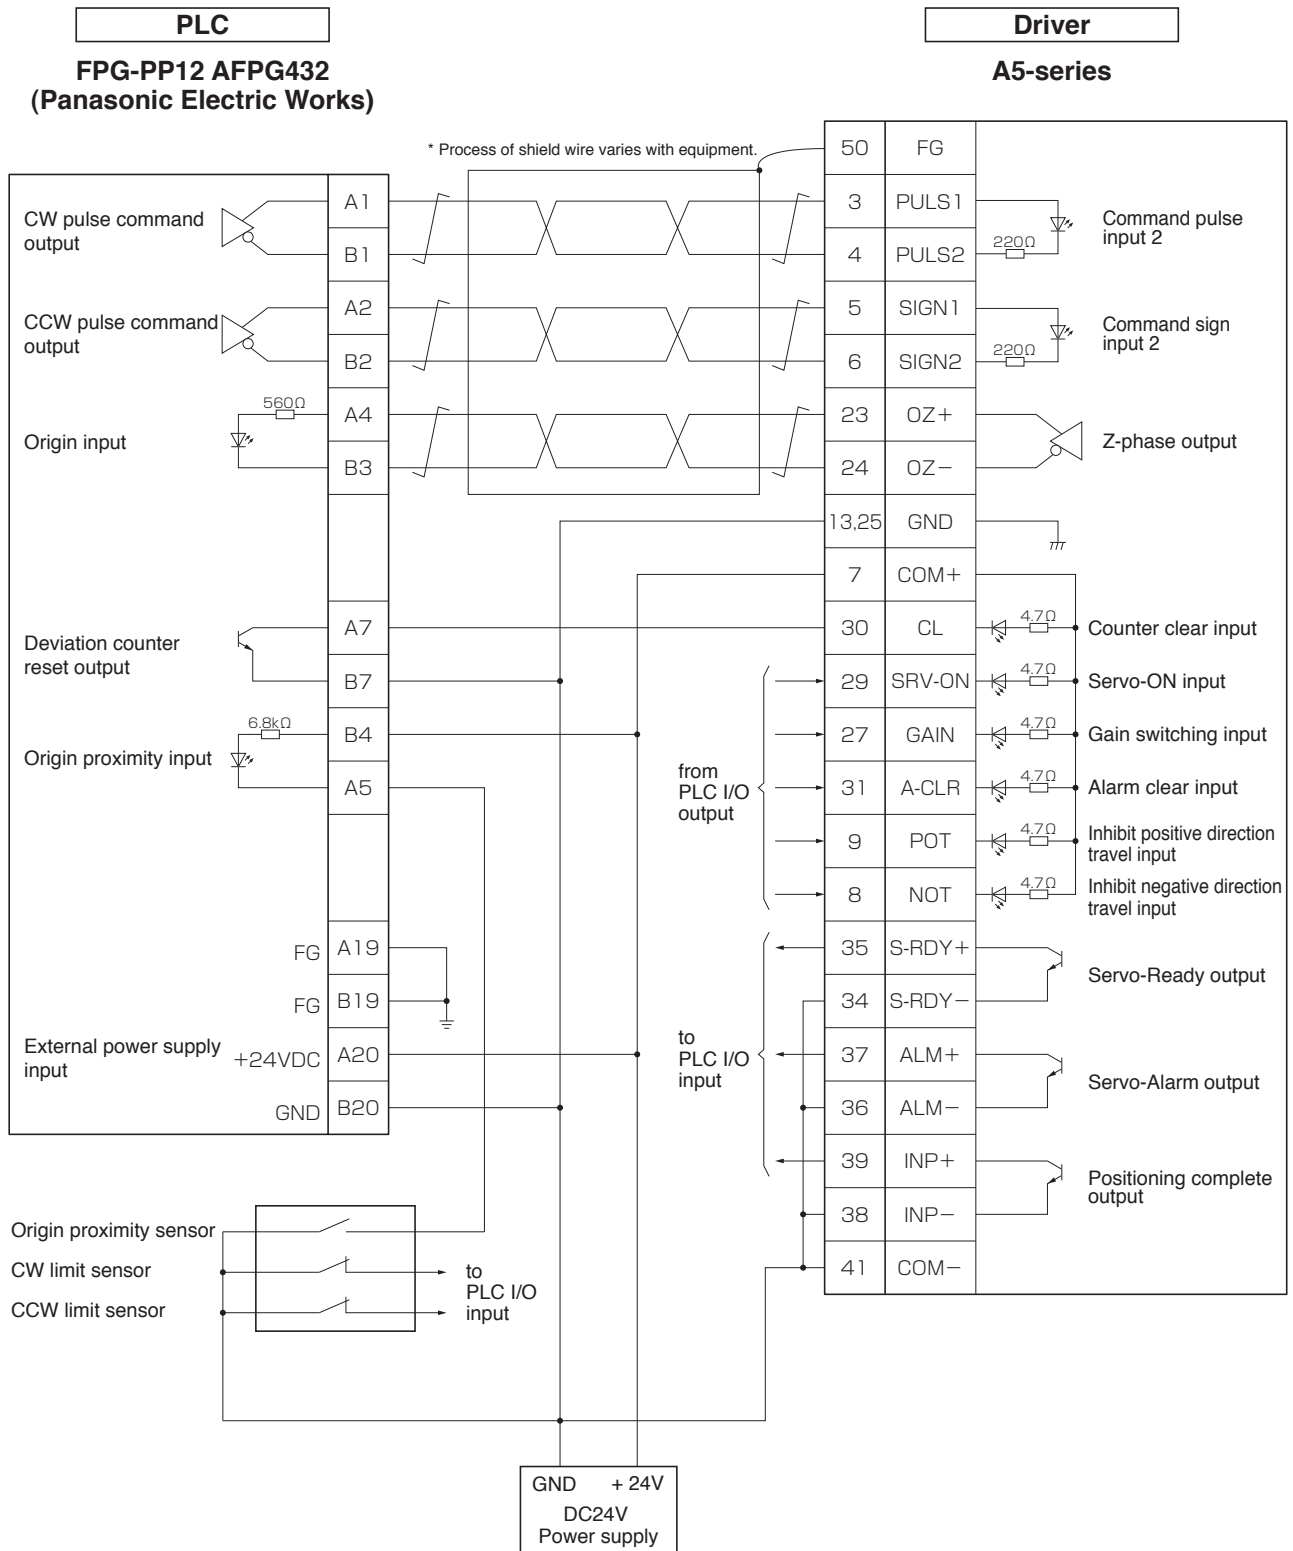 PLC
Driver
FPG-PP12 AFPG432
(Panasonic Electric Works)
A5-series
* Process of shield wire varies with equipment.
50 FG
CW pulse command
output
A1
3 PULS1
B1
4 PULS2
220Ω
Command pulse
input 2
CCW pulse command
output
A2
5 SIGN1
B2
6 SIGN2
220Ω
Command sign
input 2
Origin input
560Ω
A4
23 OZ+
B3
24 OZ−
Z-phase output
13,25 GND
7 COM+
Deviation counter
reset output
A7
30 CL
4.7Ω
Counter clear input
B7
29 SRV-ON
4.7Ω
Servo-ON input
Origin proximity input
6.8kΩ
B4
27 GAIN
4.7Ω
Gain switching input
A5
from
PLC I/O
output
31 A-CLR
4.7Ω
Alarm clear input
9 POT
4.7Ω
Inhibit positive direction
travel input
8 NOT
4.7Ω
Inhibit negative direction
travel input
FG A19
35 S-RDY+
FG B19
34 S-RDY−
Servo-Ready output
External power supply
input
+24VDC A20
to
PLC I/O
input
37 ALM+
GND B20
36 ALM−
Servo-Alarm output
39 INP+
38 INP−
Positioning complete
output
41 COM−
Origin proximity sensor
CW limit sensor
CCW limit sensor
to
PLC I/O
input
GND + 24V
DC24V
Power supply